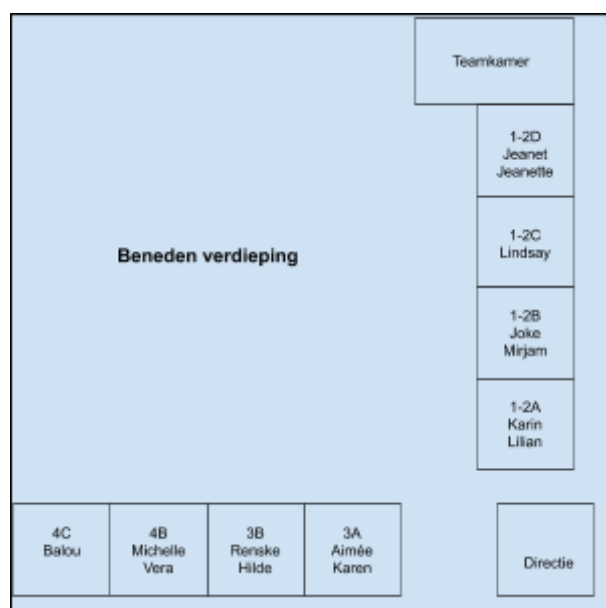 Teamkamer
1-2D
Jeanet
Jeanette
1-2C
Lindsay
Beneden verdieping
1-2B
Joke
Mirjam
1-2A
Karin
Lilian
4C
Balou
4B
Michelle
Vera
3B
Renske
Hilde
3A
Aimée
Karen
Directie